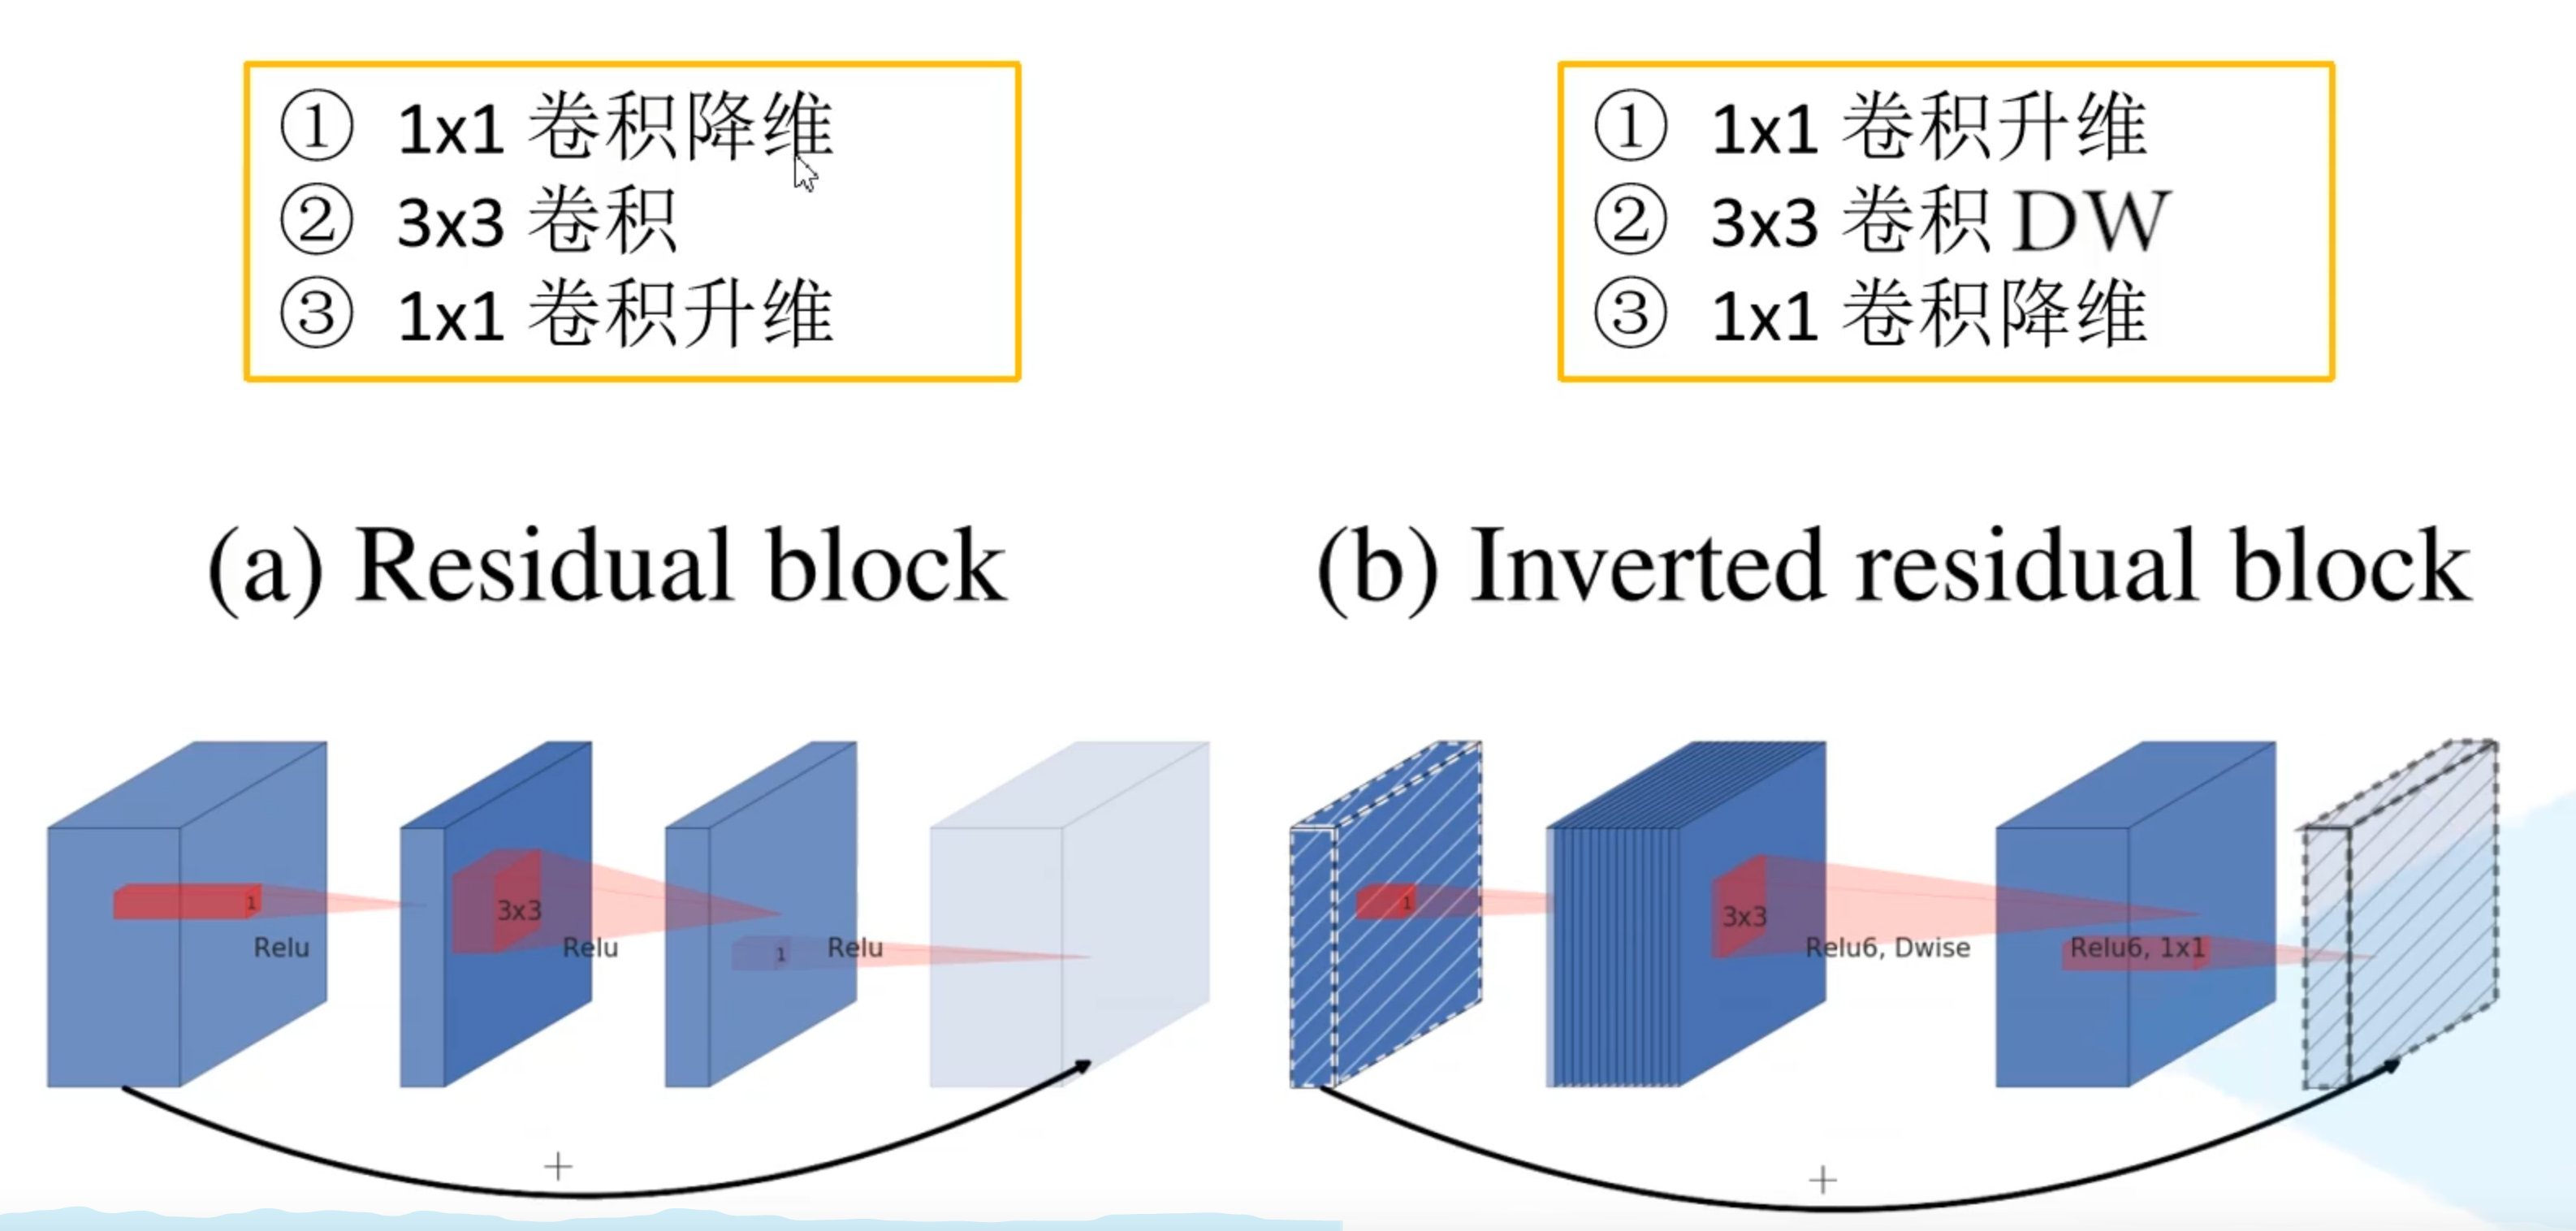 ① 1x1 卷积降维
② 3x3 卷积
③ 1x1 卷积升维
① 1x1 卷积升维
② 3x3 卷积 DW
③ 1x1 卷积降维
(a) Residual block
(b) Inverted residual block
1
Relu
3x3
Relu
1
Relu
+
1
3x3
Relu6, Dwise
Relu6, 1x1
+